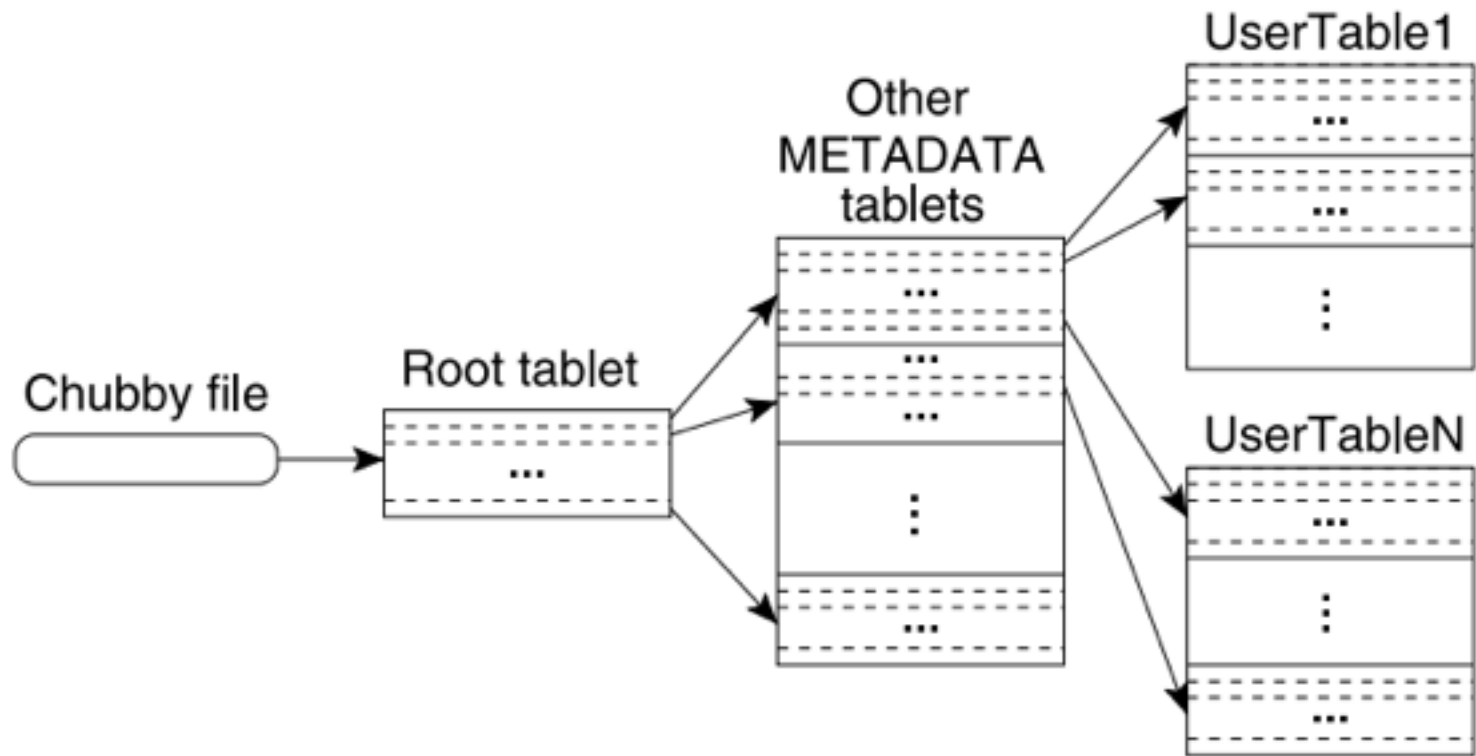 Chubby file
Root tablet
...
Other
METADATA
tablets
...
...
...
⋮
...
UserTable1
...
...
⋮
UserTableN
...
⋮
...